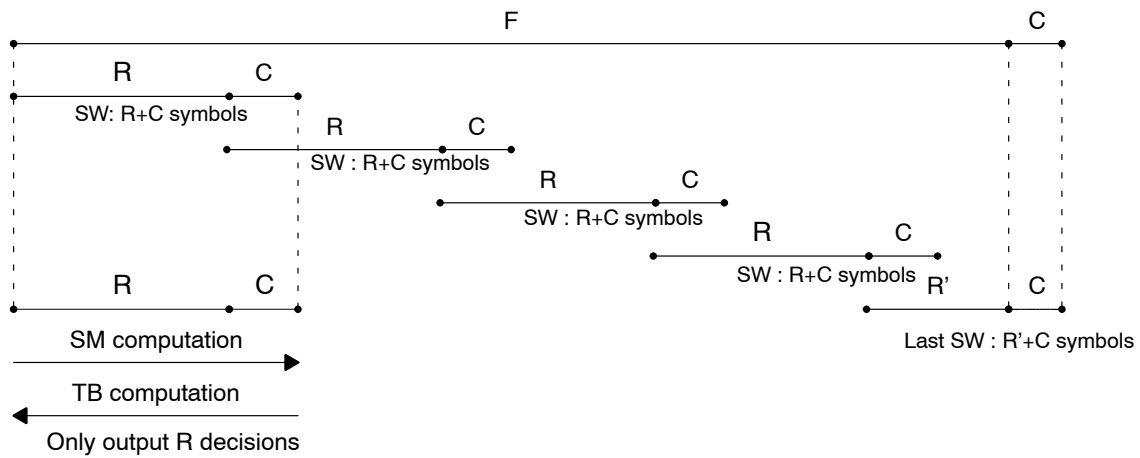 F C
R C
SW: R+C symbols
R C
SW : R+C symbols
R C
SW : R+C symbols
R C
SW : R+C symbols
R C
R’ C
SM computation
Last SW : R’+C symbols
TB computation
Only output R decisions